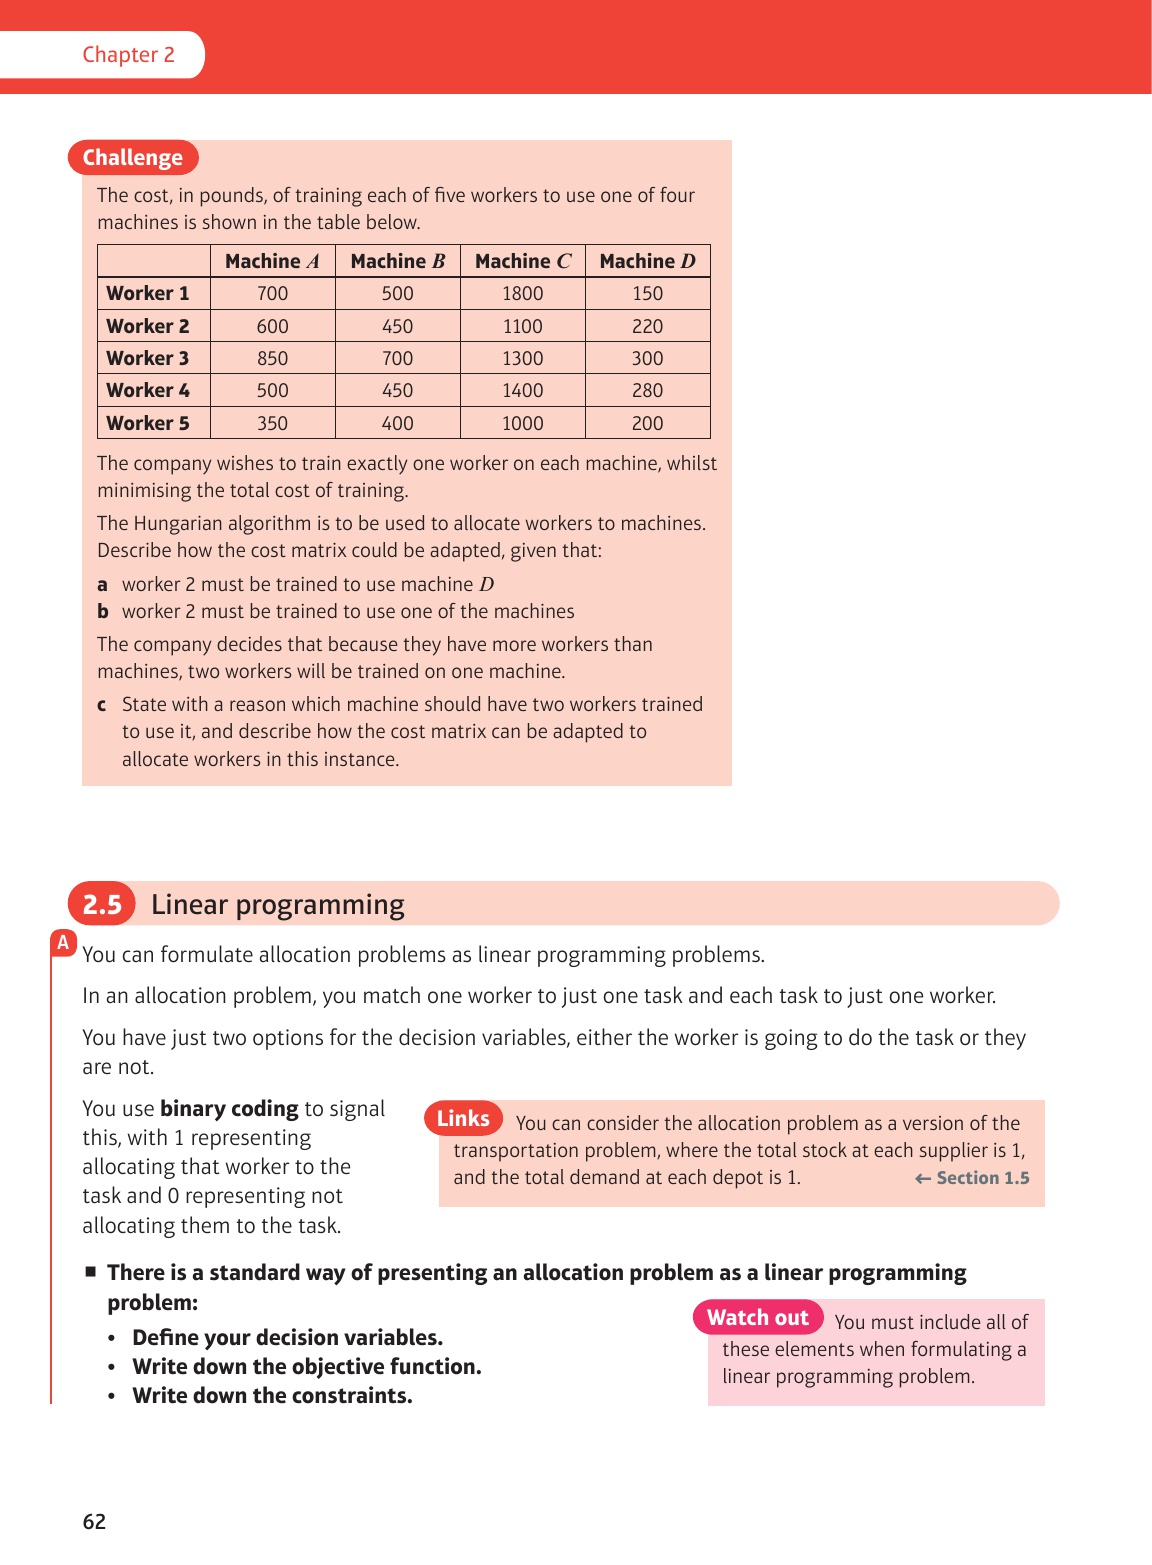 Chapter 2
Challenge
The cost, in pounds, of training each of five workers to use one of four
machines is shown in the table below.
Machine A Machine B Machine C Machine D
Worker 1 700 500 1800 150
Worker 2 600 450 1100 220
Worker 3 850 700 1300 300
Worker 4 500 450 1400 280
Worker 5 350 400 1000 200
The company wishes to train exactly one worker on each machine, whilst
minimising the total cost of training.
The Hungarian algorithm is to be used to allocate workers to machines.
Describe how the cost matrix could be adapted, given that:
a worker 2 must be trained to use machine D
b worker 2 must be trained to use one of the machines
The company decides that because they have more workers than
machines, two workers will be trained on one machine.
c State with a reason which machine should have two workers trained
to use it, and describe how the cost matrix can be adapted to
allocate workers in this instance.
2.5 Linear programming
A
You can formulate allocation problems as linear programming problems.
In an allocation problem, you match one worker to just one task and each task to just one worker.
You have just two options for the decision variables, either the worker is going to do the task or they
are not.
You use binary coding to signal
this, with 1 representing
allocating that worker to the
task and 0 representing not
allocating them to the task.
Links You can consider the allocation problem as a version of the
transportation problem, where the total stock at each supplier is 1,
and the total demand at each depot is 1. ← Section 1.5
■ There is a standard way of presenting an allocation problem as a linear programming
problem:
• Define your decision variables.
• Write down the objective function.
• Write down the constraints.
Watch out You must include all of
these elements when formulating a
linear programming problem.
62